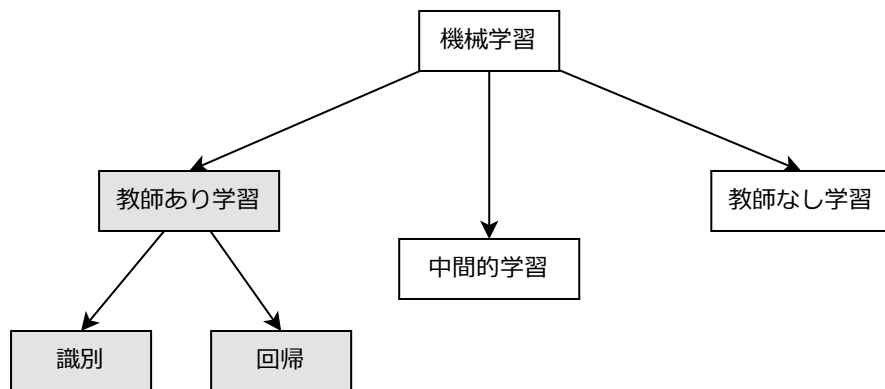 機械学習
教師あり学習
教師なし学習
中間的学習
識別
回帰